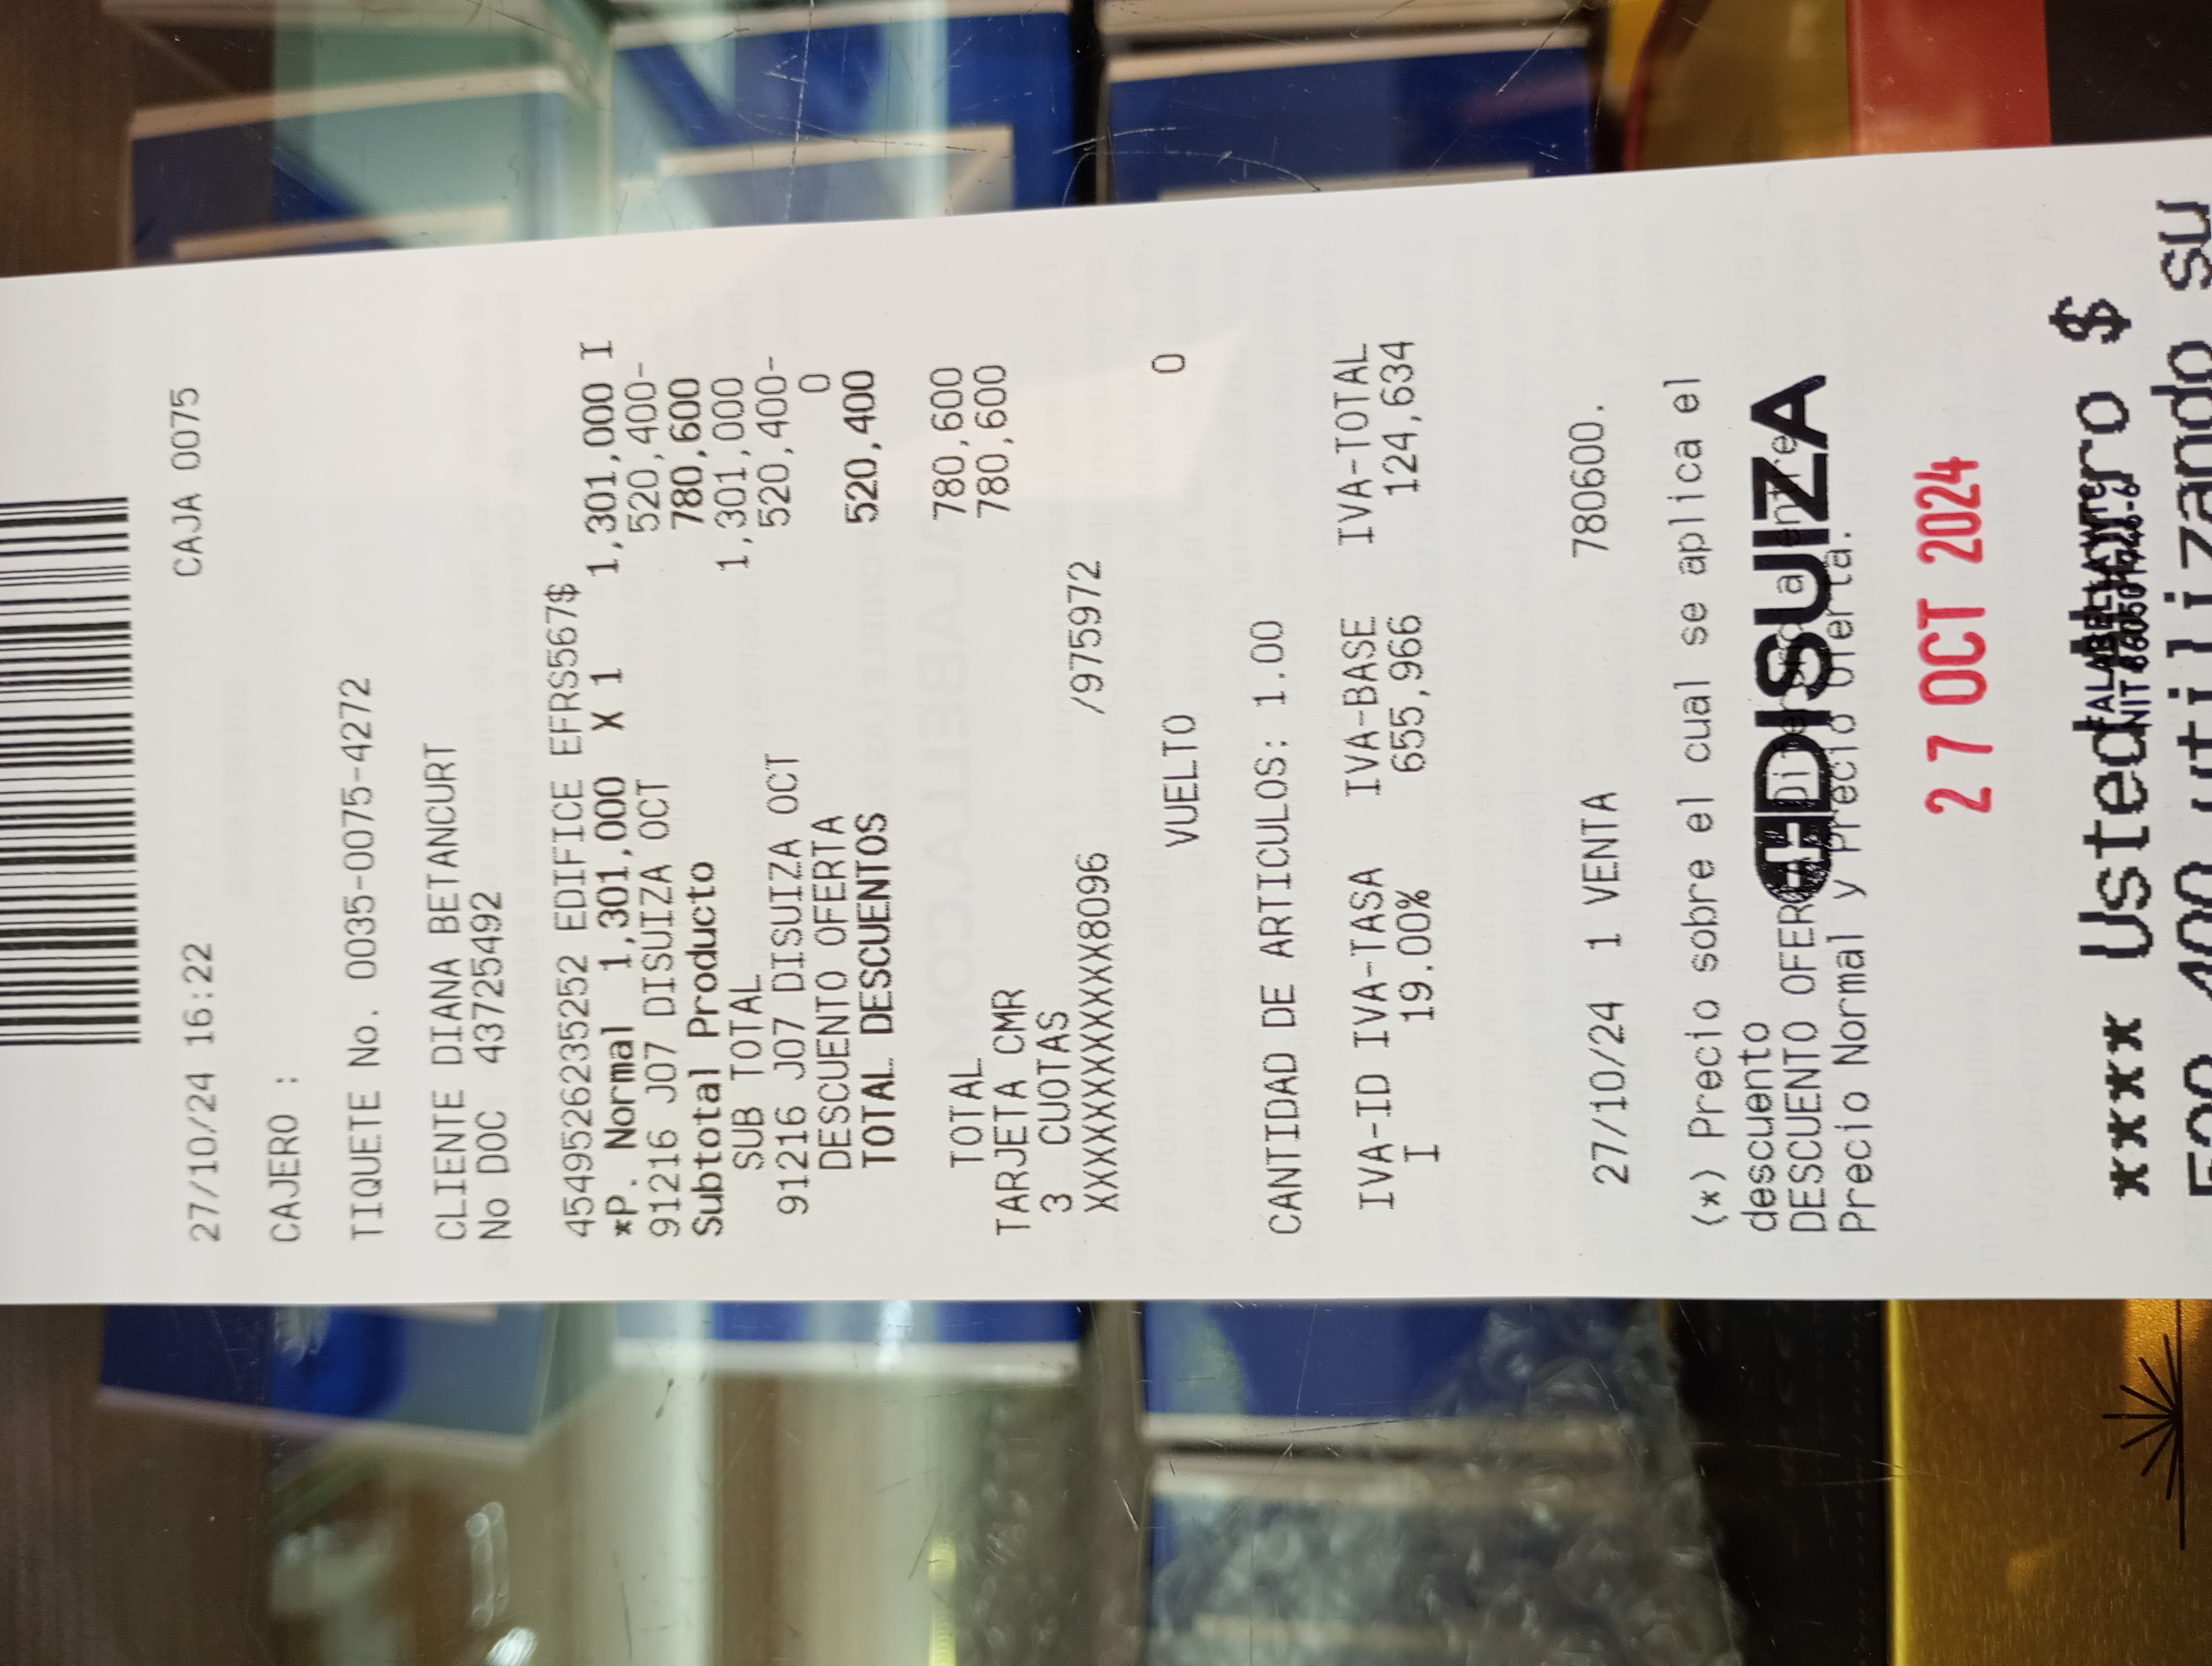 27/10/24 16:22 CAJA 0075
CAJERO :
TIQUETE No. 0035-0075-4272
CLIENTE DIANA BETANCURT
No DOC 437255492
4549526235252 EDIFICE EFRS567$
*P. Normal 1,301,000 X 1 1,301,000 I
91216 J07 DISUIZA OCT 520,400-
Subtotal Producto 780,600
SUB TOTAL 1,301,000
91216 J07 DISUIZA OCT 520,400-
DESCUENTO OFERTA 0
TOTAL DESCUENTOS 520,400
TOTAL 780,600
TARJETA CMR 780,600
3 CUOTAS
XXXXXXXXXXXX8096 /975972
VUELTO 0
CANTIDAD DE ARTICULOS: 1.00
IVA-ID IVA-TASA IVA-BASE IVA-TOTAL
I 19.00% 655,966 124,634
27/10/24 1 VENTA 780600.
(*) Precio sobre el cual se aplica el
descuento
DESCUENTO OFER
DISUIZA
Precio Normal y Precio Oferta.
27 OCT 2024
**** Usted $
utilizando su